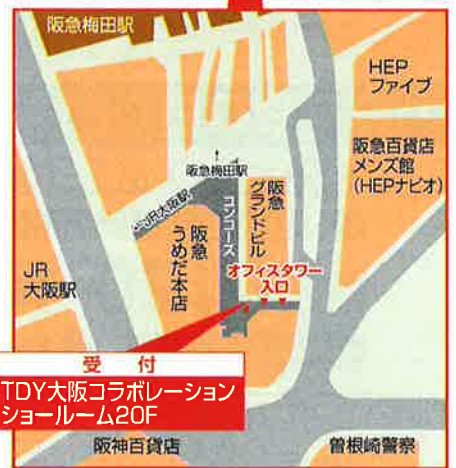 阪急梅田駅
HEP
ファイブ
阪急百貨店
メンズ館
(HEPナビオ)
阪急梅田駅
JR大阪駅
コンコース
阪急
グランドビル
阪急
うめだ本店
オフィスタワー
入口
JR
大阪駅
受 付
TDY大阪コラボレーション
ショールーム20F
阪神百貨店
曽根崎警察